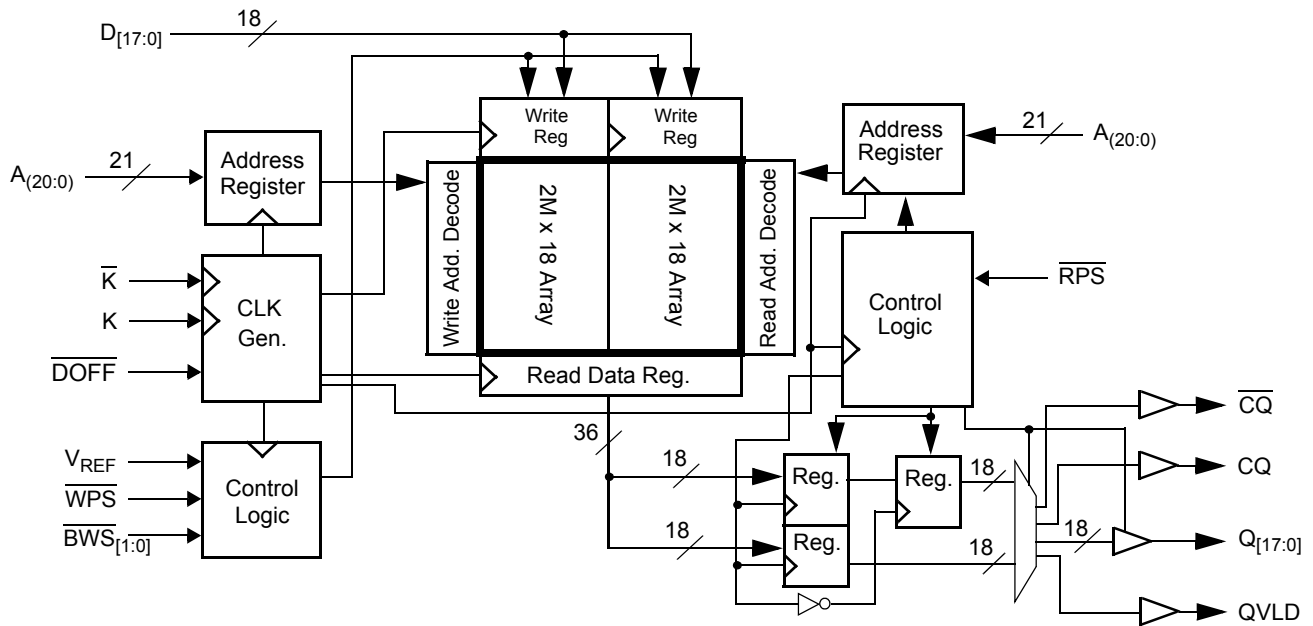 D[17:0]
18
Write Reg
Write Reg
Address Register
21
A(20:0)
21
A(20:0)
Address Register
Write Add. Decode
2M x 18 Array
2M x 18 Array
Read Add. Decode
K
K
DOFF
CLK Gen.
Control Logic
RPS
Read Data Reg.
VREF
WPS
BWS[1:0]
Control Logic
36
18
Reg.
Reg.
18
18
Reg.
18
18
CQ
CQ
Q[17:0]
QVLD